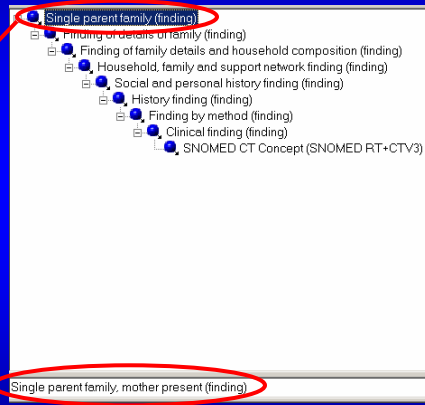 Single parent family (finding)
Finding of details of family (finding)
Finding of family details and household composition (finding)
Household, family and support network finding (finding)
Social and personal history finding (finding)
History finding (finding)
Finding by method (finding)
Clinical finding (finding)
SNOMED CT Concept (SNOMED RT+CTV3)
Single parent family, mother present (finding)